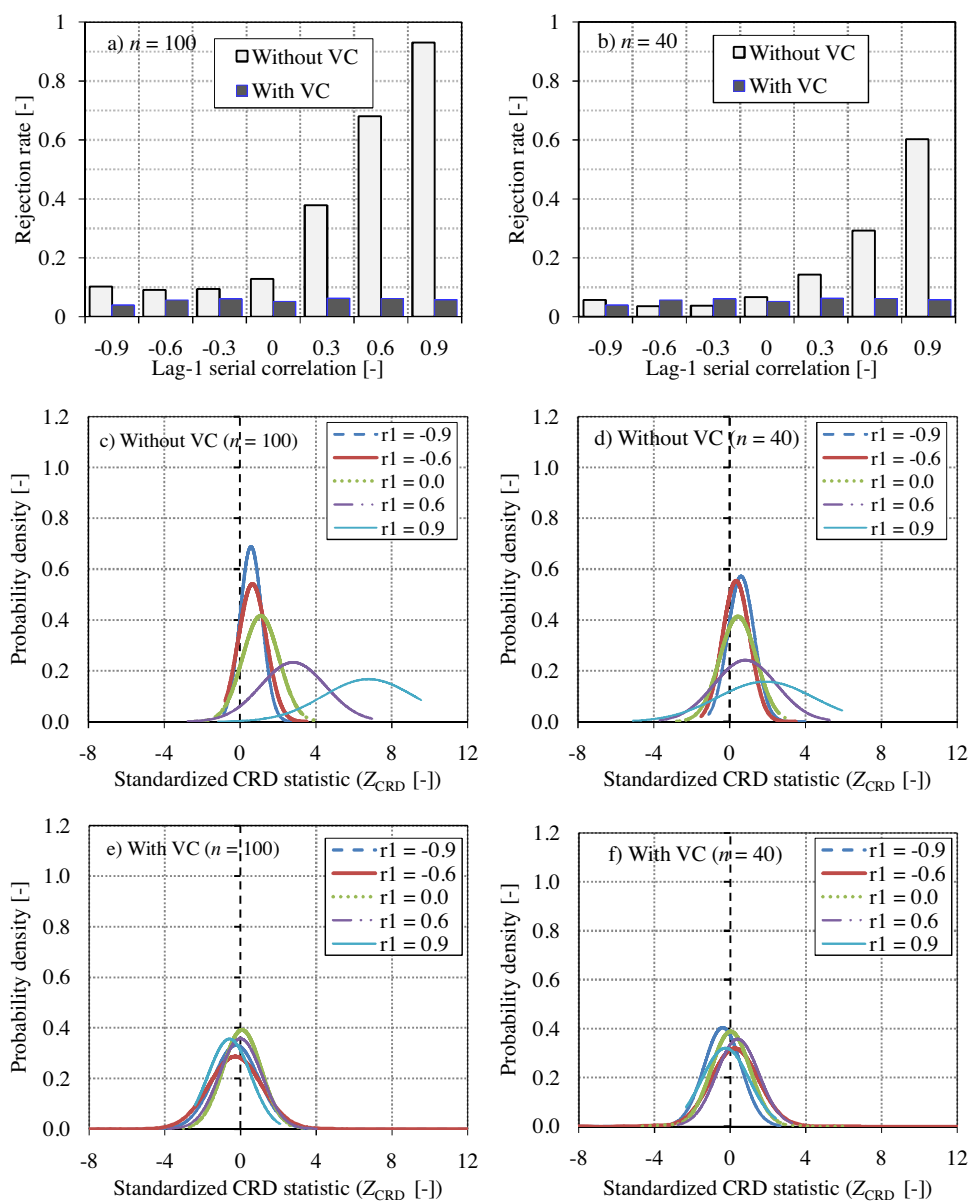 a) n = 100
Without VC
With VC
Rejection rate [-]
1
0.8
0.6
0.4
0.2
0
-0.9 -0.6 -0.3 0 0.3 0.6 0.9
Lag-1 serial correlation [-]
b) n = 40
Without VC
With VC
Rejection rate [-]
1
0.8
0.6
0.4
0.2
0
-0.9 -0.6 -0.3 0 0.3 0.6 0.9
Lag-1 serial correlation [-]
c) Without VC (n = 100)
r1 = -0.9
r1 = -0.6
r1 = 0.0
r1 = 0.6
r1 = 0.9
Probability density [-]
1.2
1.0
0.8
0.6
0.4
0.2
0.0
-8 -4 0 4 8 12
Standardized CRD statistic (ZCRD [-])
d) Without VC (n = 40)
r1 = -0.9
r1 = -0.6
r1 = 0.0
r1 = 0.6
r1 = 0.9
Probability density [-]
1.2
1.0
0.8
0.6
0.4
0.2
0.0
-8 -4 0 4 8 12
Standardized CRD statistic (ZCRD [-])
e) With VC (n = 100)
r1 = -0.9
r1 = -0.6
r1 = 0.0
r1 = 0.6
r1 = 0.9
Probability density [-]
1.2
1.0
0.8
0.6
0.4
0.2
0.0
-8 -4 0 4 8 12
Standardized CRD statistic (ZCRD [-])
f) With VC (n = 40)
r1 = -0.9
r1 = -0.6
r1 = 0.0
r1 = 0.6
r1 = 0.9
Probability density [-]
1.2
1.0
0.8
0.6
0.4
0.2
0.0
-8 -4 0 4 8 12
Standardized CRD statistic (ZCRD [-])